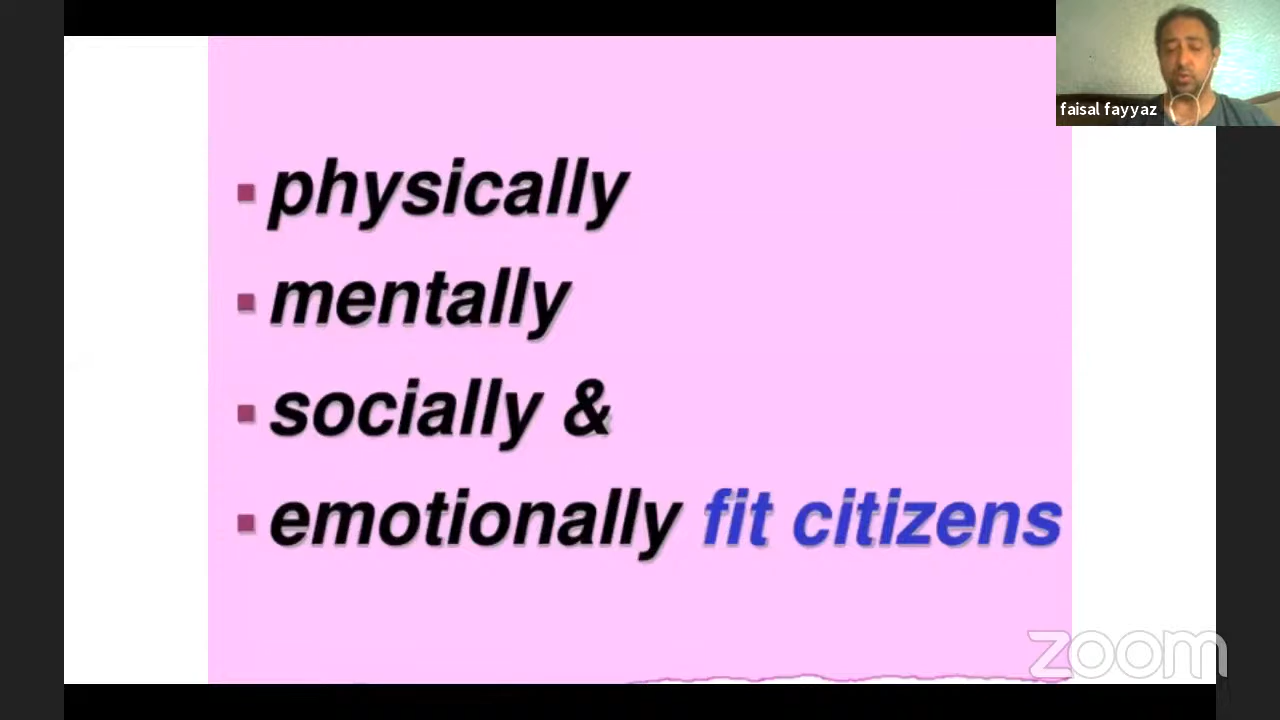 faisal fayyaz
▪physically
▪mentally
▪socially &
▪emotionally fit citizens
zoom